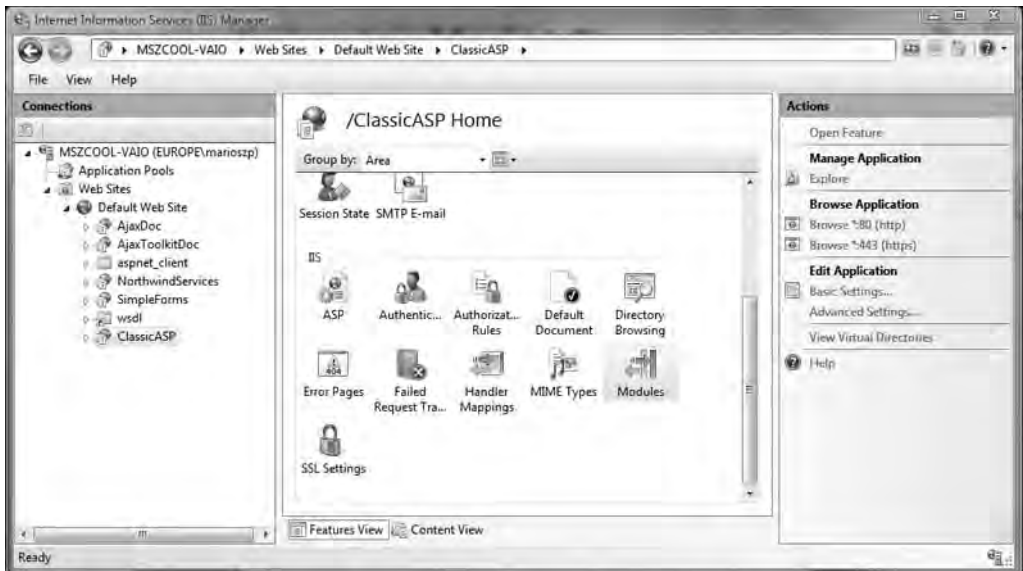 Internet Information Services (IIS) Manager
MSZCOOL-VAIO Web Sites Default Web Site ClassicASP
File View Help
Connections
MSZCOOL-VAIO (EUROPE\marioszp)
Application Pools
Web Sites
Default Web Site
AjaxDoc
AjaxToolkitDoc
aspnet_client
NorthwindServices
SimpleForms
wsdl
ClassicASP
Ready
/ClassicASP Home
Group by: Area
Session State SMTP E-mail
IIS
ASP Authentic... Authorizat... Default Directory
Rules Document Browsing
404
Error Pages Failed Handler MIME Types Modules
Request Tra... Mappings
SSL Settings
Features View Content View
Actions
Open Feature
Manage Application
Explore
Browse Application
Browse *:80 (http)
Browse *:443 (https)
Edit Application
Basic Settings...
Advanced Settings...
View Virtual Directories
Help